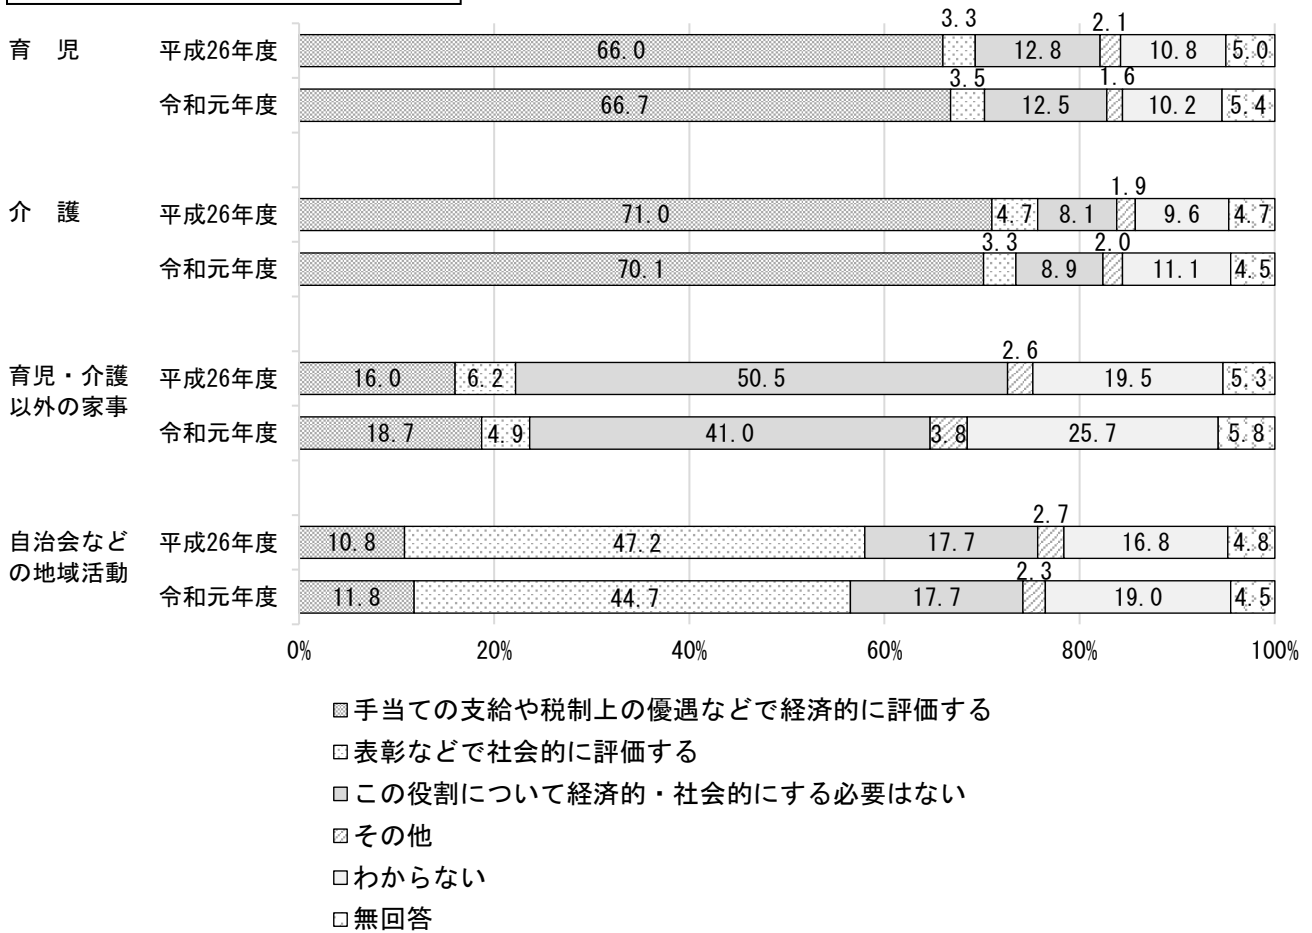 3.3 2.1
育 児 平成26年度 66.0 12.8 10.8 5.0
3.5 1.6
令和元年度 66.7 12.5 10.2 5.4
1.9
介 護 平成26年度 71.0 4.7 8.1 9.6 4.7
3.3 2.0
令和元年度 70.1 8.9 11.1 4.5
2.6
育児・介護
以外の家事
平成26年度 16.0 6.2 50.5 19.5 5.3
令和元年度 18.7 4.9 41.0 3.8 25.7 5.8
2.7
自治会など
の地域活動
平成26年度 10.8 47.2 17.7 16.8 4.8
2.3
令和元年度 11.8 44.7 17.7 19.0 4.5
0% 20% 40% 60% 80% 100%
手当ての支給や税制上の優遇などで経済的に評価する
表彰などで社会的に評価する
この役割について経済的・社会的にする必要はない
その他
わからない
無回答